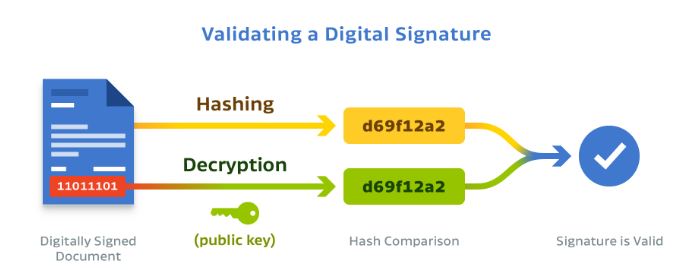 Validating a Digital Signature
Hashing
d69f12a2
Decryption
11011101
d69f12a2
(public key)
Digitally Signed
Document
Hash Comparison
Signature is Valid